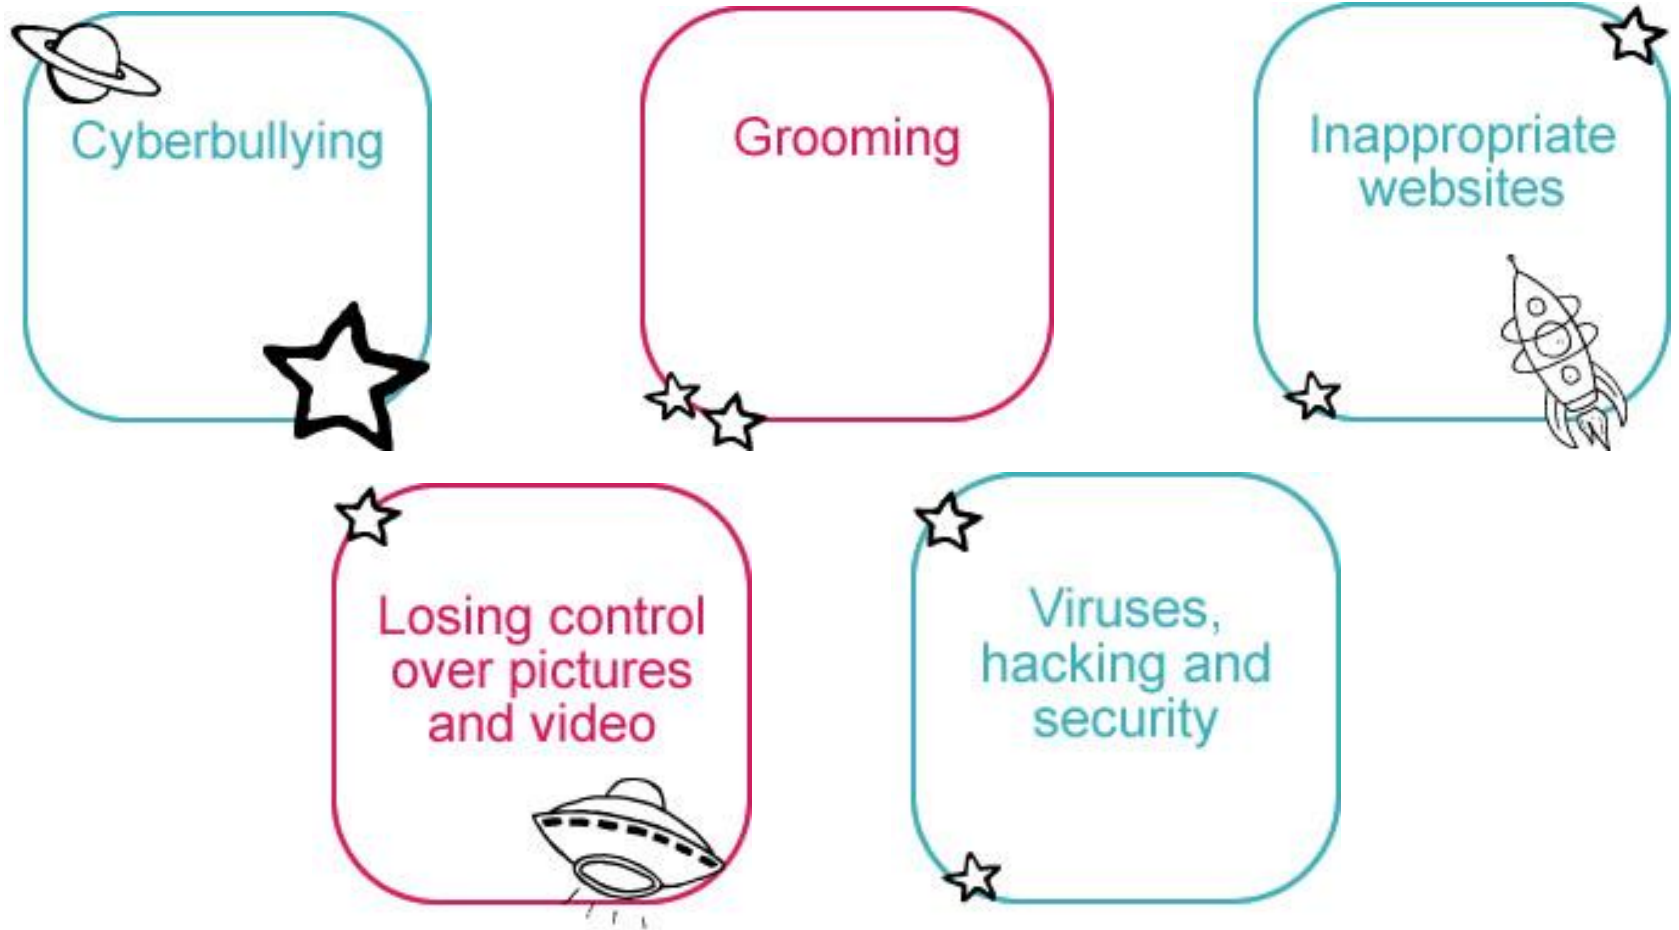 Cyberbullying
Grooming
Inappropriate
websites
Losing control
over pictures
and video
Viruses,
hacking and
security